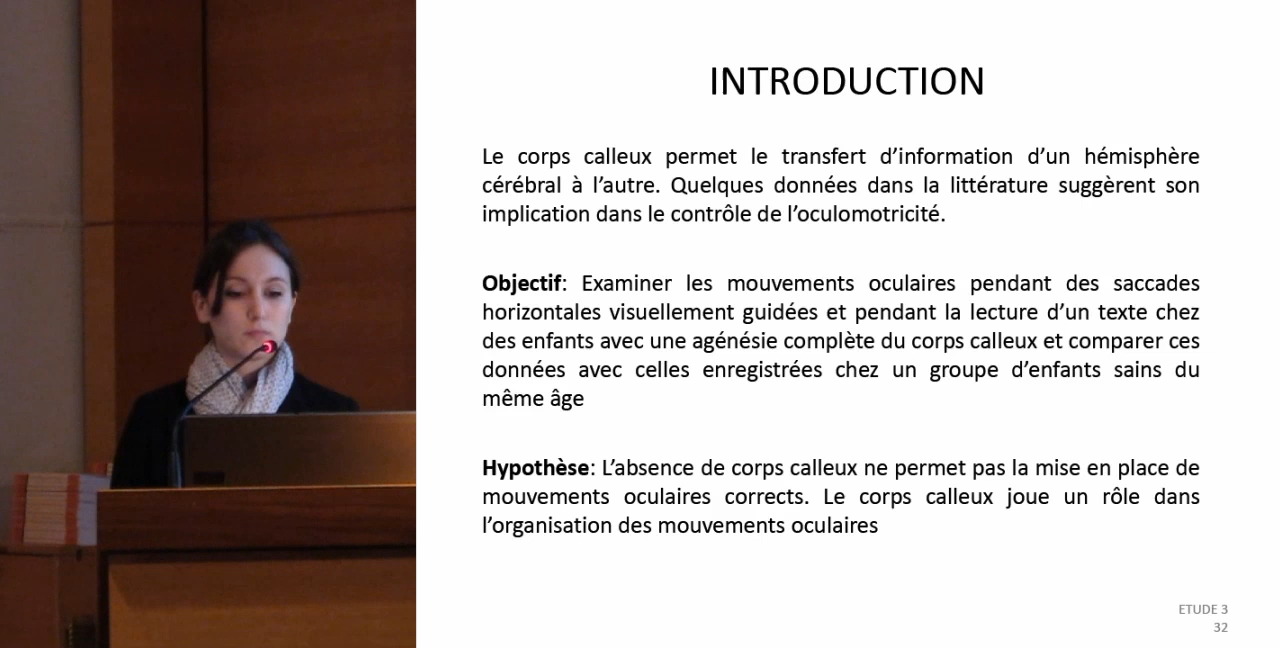 INTRODUCTION
Le corps calleux permet le transfert d’information d’un hémisphère
cérébral à l’autre. Quelques données dans la littérature suggèrent son
implication dans le contrôle de l’oculomotricité.
Objectif: Examiner les mouvements oculaires pendant des saccades
horizontales visuellement guidées et pendant la lecture d’un texte chez
des enfants avec une agénésie complète du corps calleux et comparer ces
données avec celles enregistrées chez un groupe d’enfants sains du
même âge
Hypothèse: L’absence de corps calleux ne permet pas la mise en place de
mouvements oculaires corrects. Le corps calleux joue un rôle dans
l’organisation des mouvements oculaires
ETUDE 3
32